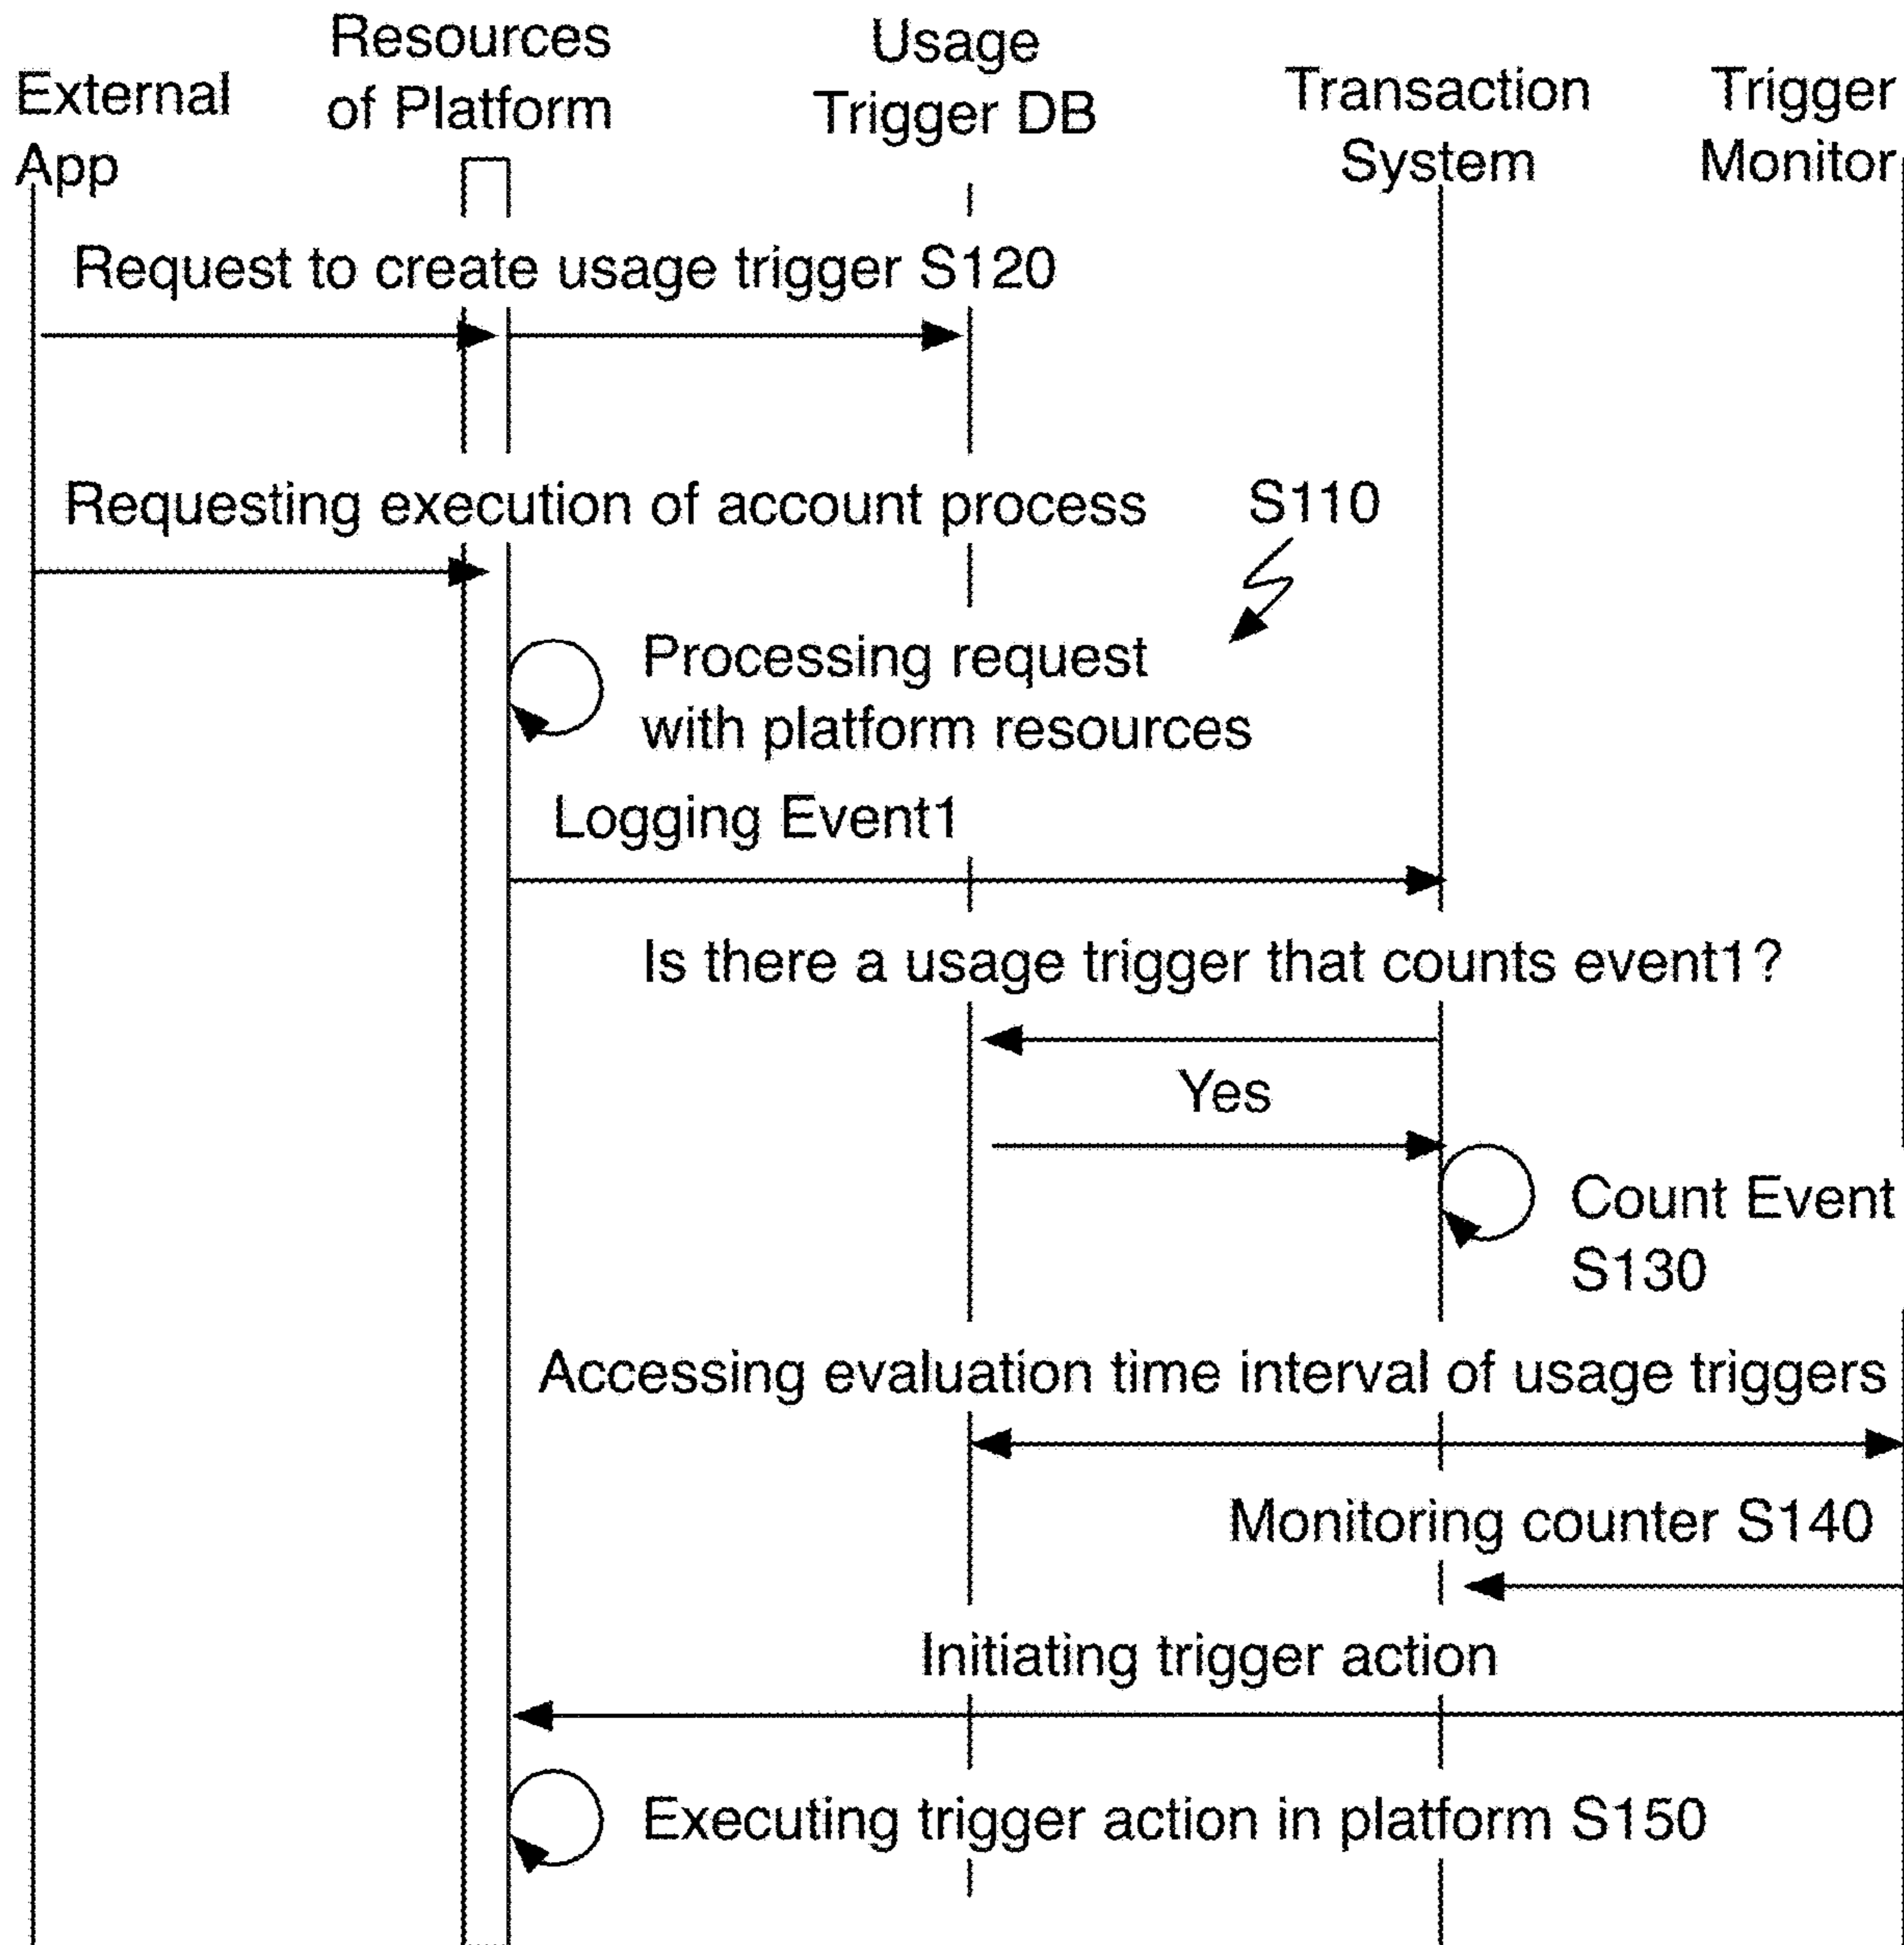 External
App
Resources
of Platform
Usage
Trigger DB
Transaction
System
Trigger
Monitor
Request to create usage trigger S120
Requesting execution of account process
S110
Processing request
with platform resources
Logging Event1
Is there a usage trigger that counts event1?
Yes
Count Event
S130
Accessing evaluation time interval of usage triggers
Monitoring counter S140
Initiating trigger action
Executing trigger action in platform S150